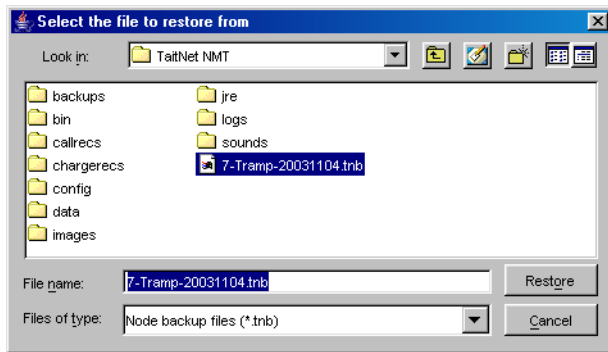 Select the file to restore from
Look in: TaitNet NMT
backups jre
bin logs
callrecs sounds
chargerecs 7-Tramp-20031104.tnb
config
data
images
File name: 7-Tramp-20031104.tnb Restore
Files of type: Node backup files (*.tnb) Cancel